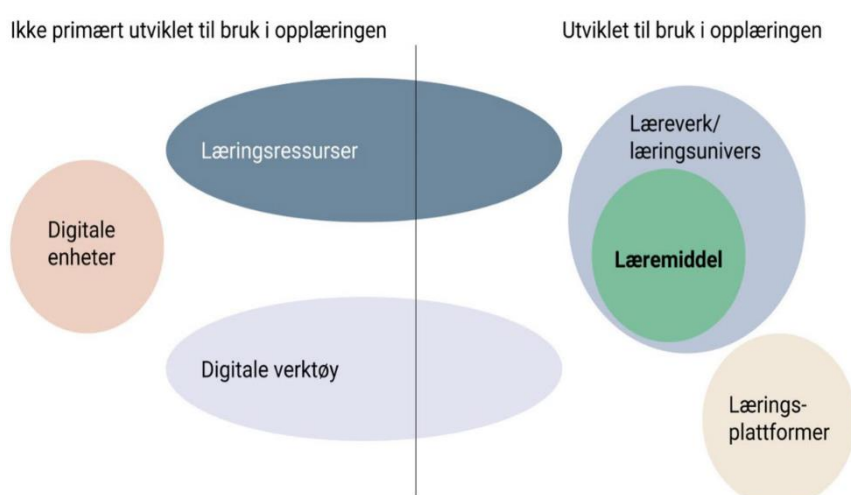 Ikke primært utviklet til bruk i opplæringen
Utviklet til bruk i opplæringen
Læringsressurser
Læreverk/
læringsunivers
Digitale
enheter
Læremiddel
Digitale verktøy
Lærings-
plattformer